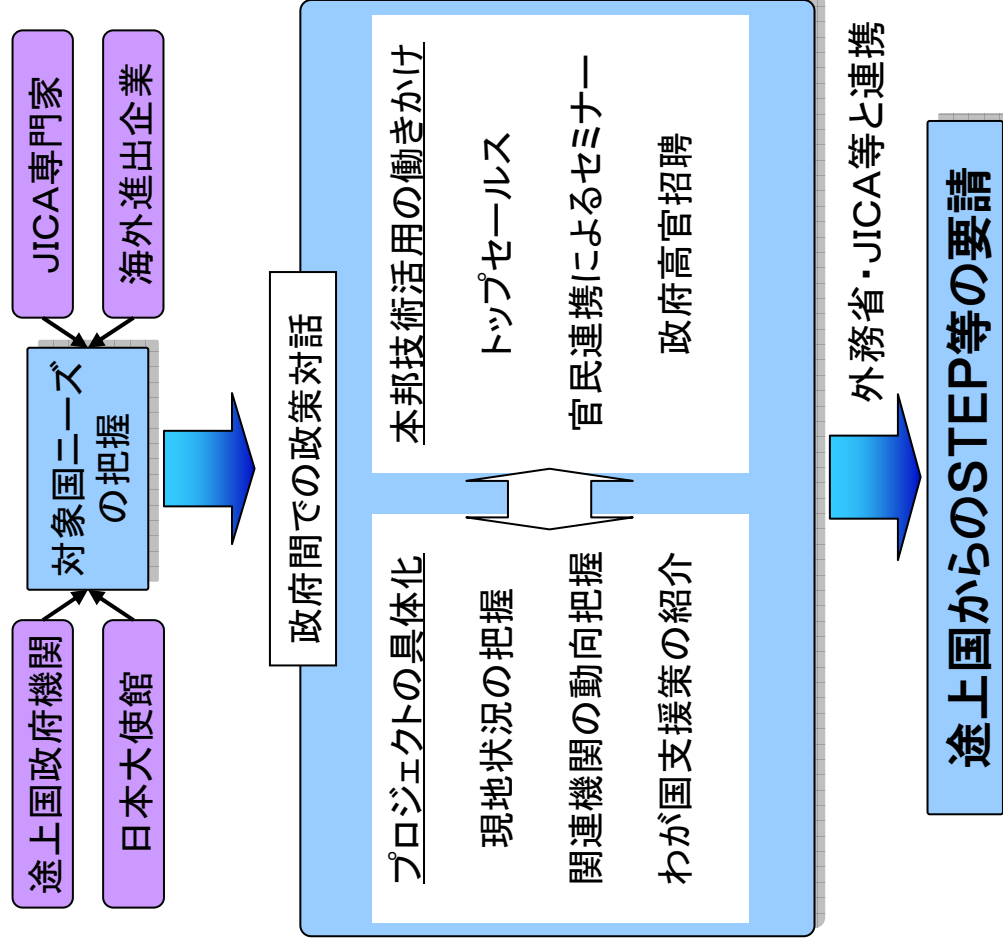 途上国政府機関
日本大使館
対象国ニーズ
の把握
JICA専門家
海外進出企業
政府間での政策対話
プロジェクトの具体化
現地状況の把握
関連機関の動向把握
わが国支援策の紹介
本邦技術活用の働きかけ
トップセールス
官民連携によるセミナー
政府高官招聘
外務省・JICA等と連携
途上国からのSTEP等の要請